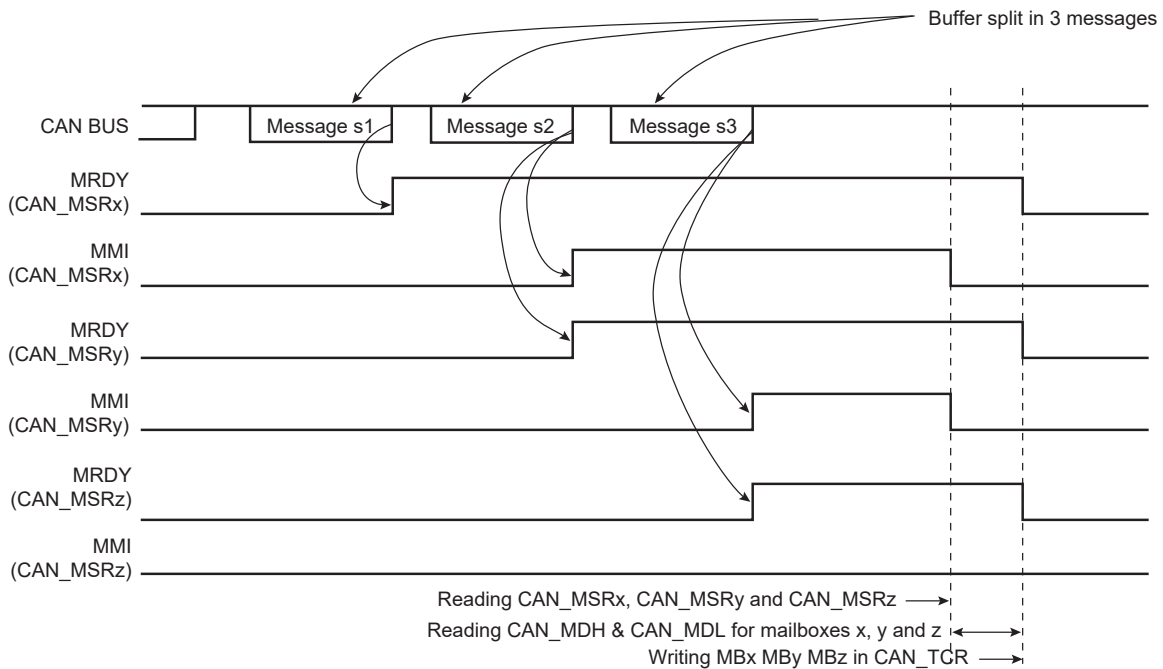 Buffer split in 3 messages
CAN BUS
Message s1
Message s2
Message s3
MRDY
(CAN_MSRx)
MMI
(CAN_MSRx)
MRDY
(CAN_MSRy)
MMI
(CAN_MSRy)
MRDY
(CAN_MSRz)
MMI
(CAN_MSRz)
Reading CAN_MSRx, CAN_MSRy and CAN_MSRz
Reading CAN_MDH & CAN_MDL for mailboxes x, y and z
Writing MBx MBy MBz in CAN_TCR